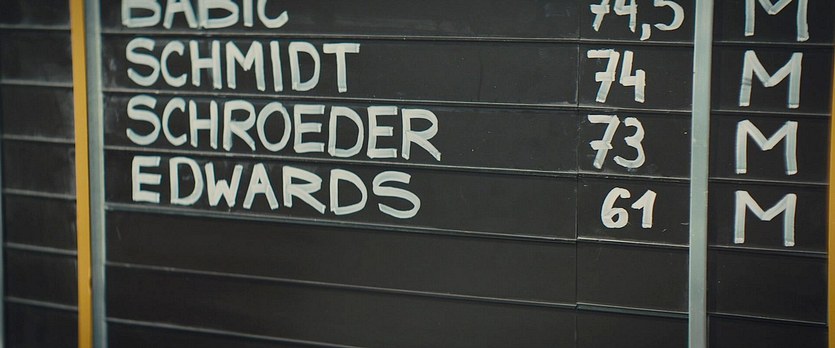 BABIC 74,5 M
SCHMIDT 74 M
SCHROEDER 73 M
EDWARDS 61 M